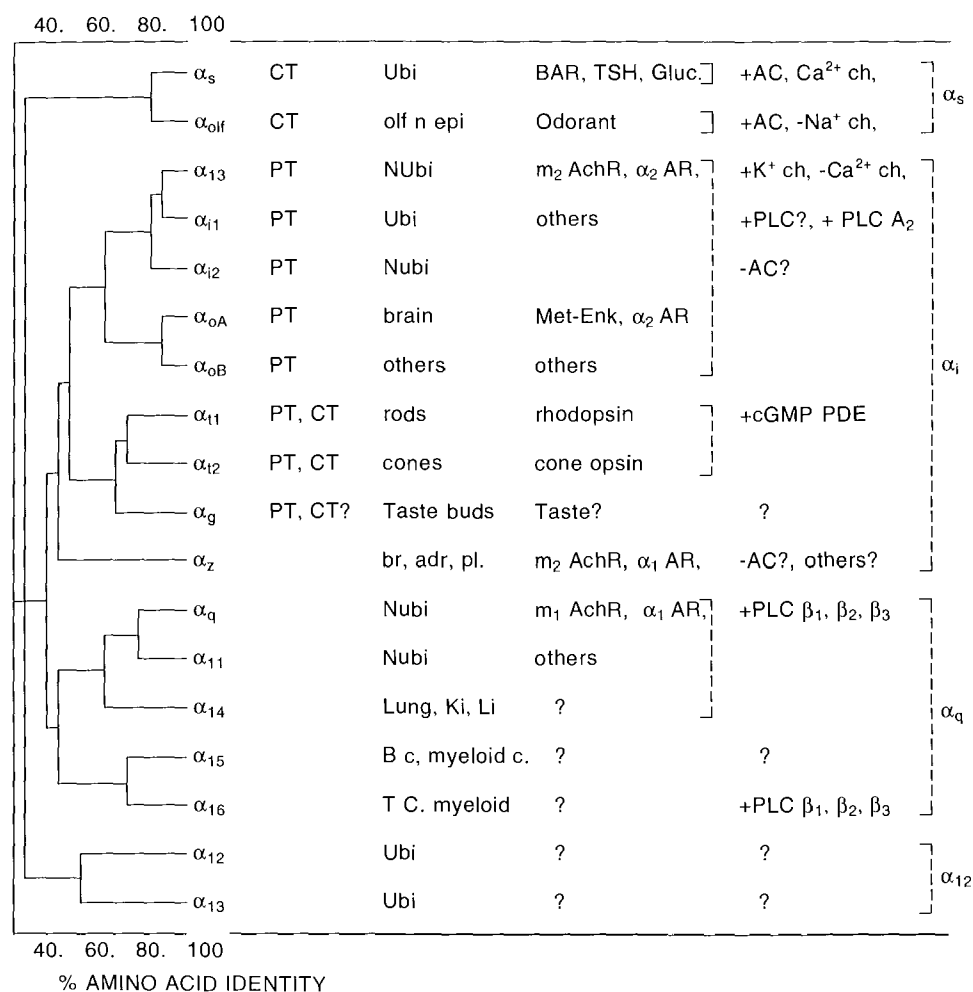 40. 60. 80. 100
αs CT Ubi BAR, TSH, Gluc. +AC, Ca2+ ch, αs
αolf CT olf n epi Odorant +AC, -Na+ ch,
α13 PT NUbi m2 AchR, α2 AR, +K+ ch, -Ca2+ ch,
αi1 PT Ubi others +PLC?, + PLC A2
αi2 PT Nubi -AC?
αoA PT brain Met-Enk, α2 AR
αoB PT others others αi
αt1 PT, CT rods rhodopsin +cGMP PDE
αt2 PT, CT cones cone opsin
αg PT, CT? Taste buds Taste? ?
αz br, adr, pl. m2 AchR, α1 AR, -AC?, others?
αq Nubi m1 AchR, α1 AR, +PLC β1, β2, β3
α11 Nubi others
α14 Lung, Ki, Li ? αq
α15 B c, myeloid c. ? ?
α16 T C. myeloid ? +PLC β1, β2, β3
α12 Ubi ? ? α12
α13 Ubi ? ?
40. 60. 80. 100
% AMINO ACID IDENTITY